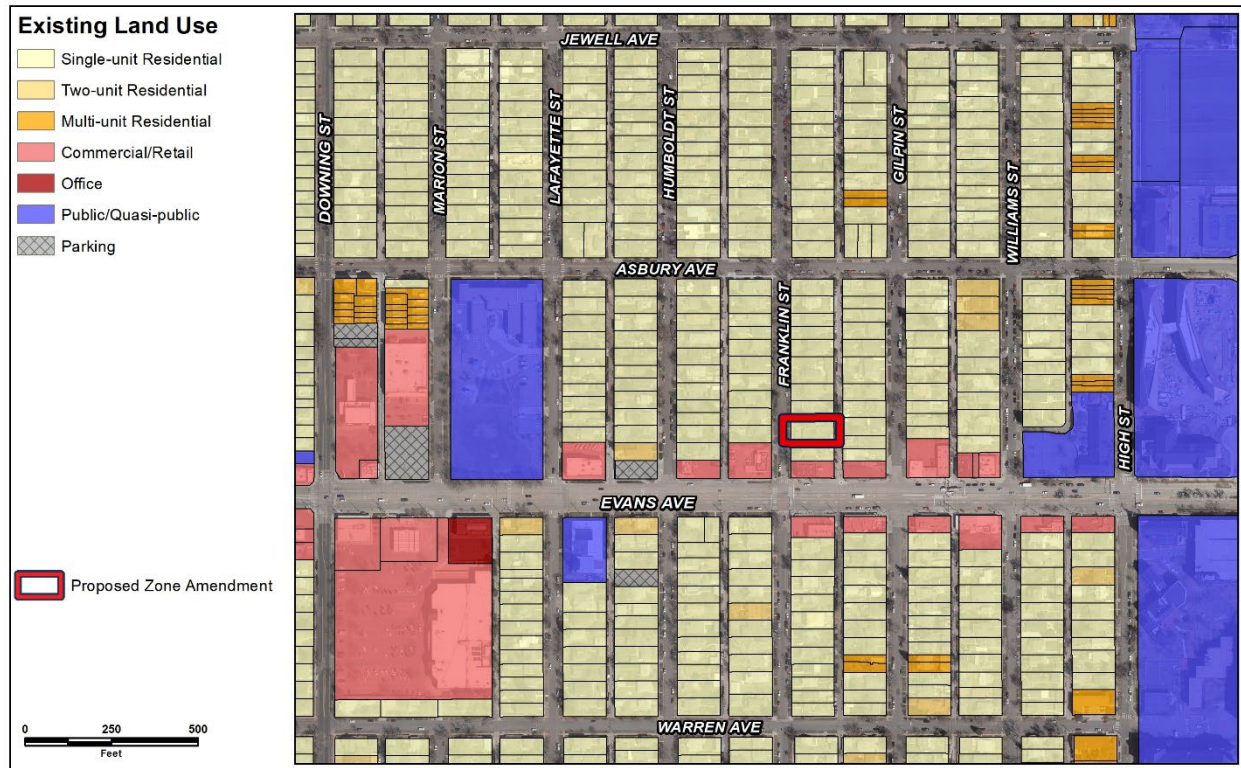 Existing Land Use
Single-unit Residential
Two-unit Residential
Multi-unit Residential
Commercial/Retail
Office
Public/Quasi-public
Parking
Proposed Zone Amendment
0 250 500
Feet
JEWELL AVE
DOWNING ST
MARION ST
LAFAYETTE ST
HUMBOLDT ST
GILPIN ST
WILLIAMS ST
ASBURY AVE
FRANKLIN ST
HIGH ST
EVANS AVE
WARREN AVE